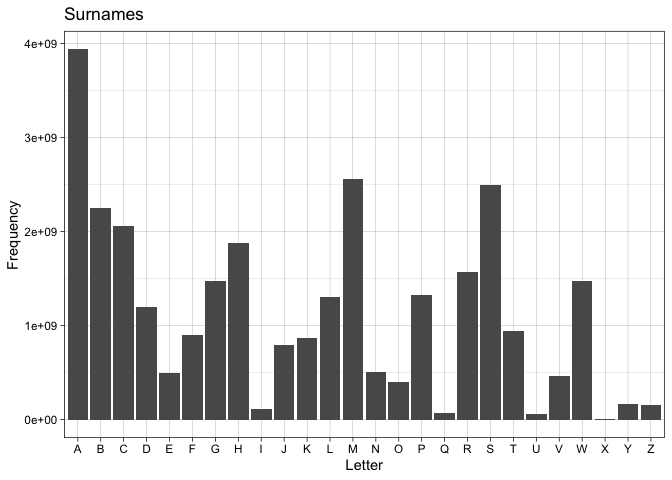 Surnames
4e+09
3e+09
2e+09
1e+09
0e+00
Frequency
A B C D E F G H I J K L M N O P Q R S T U V W X Y Z
Letter